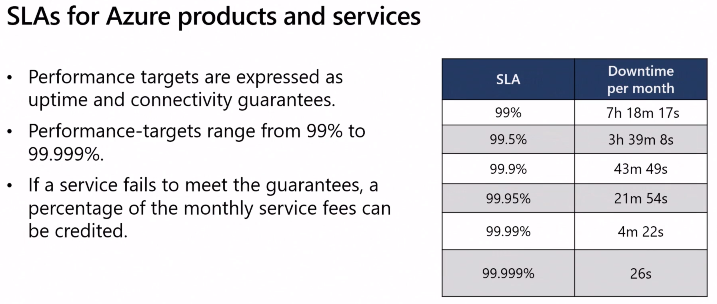 SLAs for Azure products and services
• Performance targets are expressed as
uptime and connectivity guarantees.
• Performance-targets range from 99% to
99.999%.
• If a service fails to meet the guarantees, a
percentage of the monthly service fees can
be credited.
SLA Downtime per month
99% 7h 18m 17s
99.5% 3h 39m 8s
99.9% 43m 49s
99.95% 21m 54s
99.99% 4m 22s
99.999% 26s